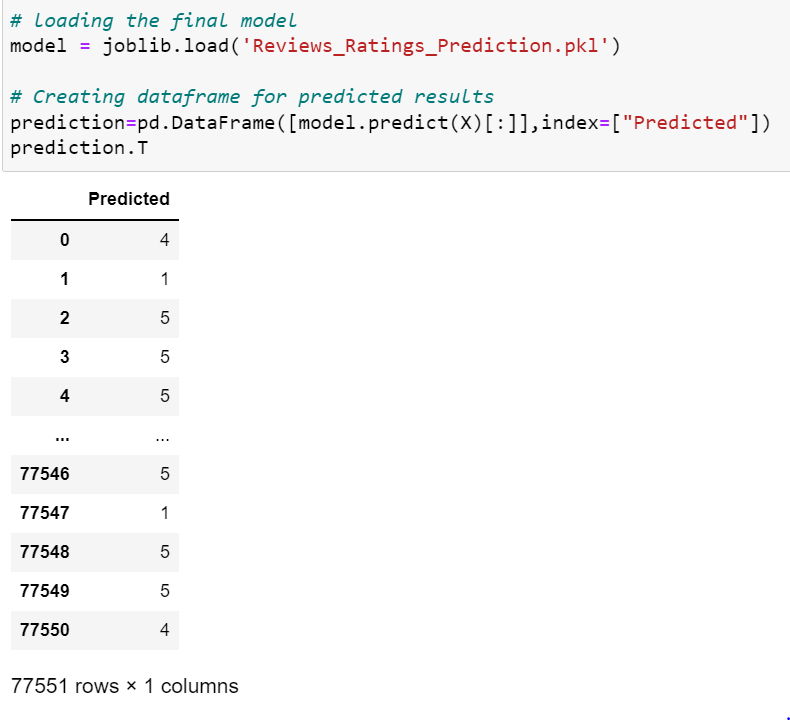 # loading the final model
model = joblib.load('Reviews_Ratings_Prediction.pkl')
# Creating dataframe for predicted results
prediction=pd.DataFrame([model.predict(X)[:]],index=["Predicted"])
prediction.T
Predicted
0 4
1 1
2 5
3 5
4 5
... ...
77546 5
77547 1
77548 5
77549 5
77550 4
77551 rows × 1 columns